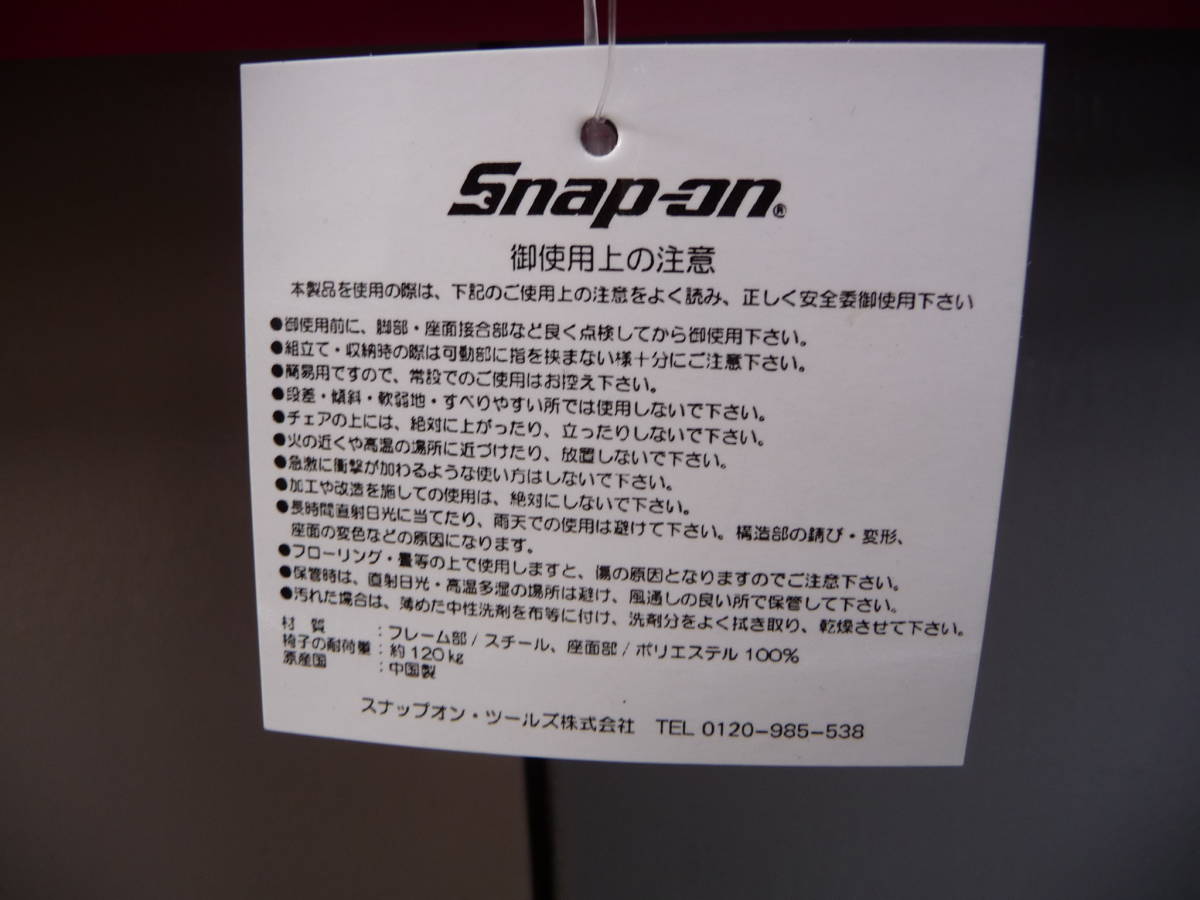 Snap-on®
御使用上の注意
本製品を使用の際は、下記のご使用上の注意をよく読み、正しく安全委御使用下さい
●御使用前に、脚部・座面接合部など良く点検してから御使用下さい。
●組立て・収納時の際は可動部に指を挟まない様十分にご注意下さい。
●簡易用ですので、常設でのご使用はお控え下さい。
●段差・傾斜・軟弱地・すべりやすい所では使用しないで下さい。
●チェアの上には、絶対に上がったり、立ったりしないで下さい。
●火の近くや高温の場所に近づけたり、放置しないで下さい。
●急激に衝撃が加わるような使い方はしないで下さい。
●加工や改造を施しての使用は、絶対にしないで下さい。
●長時間直射日光に当てたり、雨天での使用は避けて下さい。構造部の錆び・変形、
座面の変色などの原因になります。
●フローリング・畳等の上で使用しますと、傷の原因となりますのでご注意下さい。
●保管時は、直射日光・高温多湿の場所は避け、風通しの良い所で保管して下さい。
●汚れた場合は、薄めた中性洗剤を布等に付け、洗剤分をよく拭き取り、乾燥させて下さい。
材 質 : フレーム部/スチール、座面部/ポリエステル100%
椅子の耐荷重 : 約120kg
原産国 : 中国製
スナップオン・ツールズ株式会社 TEL 0120-985-538